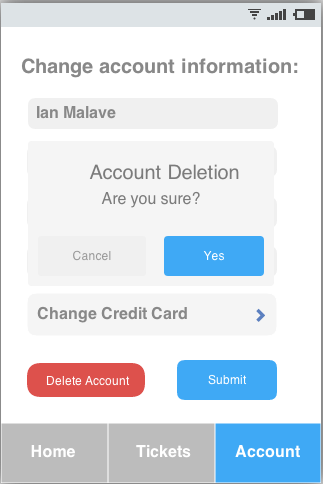 Change account information:
Ian Malave
Account Deletion
Are you sure?
Cancel Yes
Change Credit Card
Delete Account Submit
Home Tickets Account